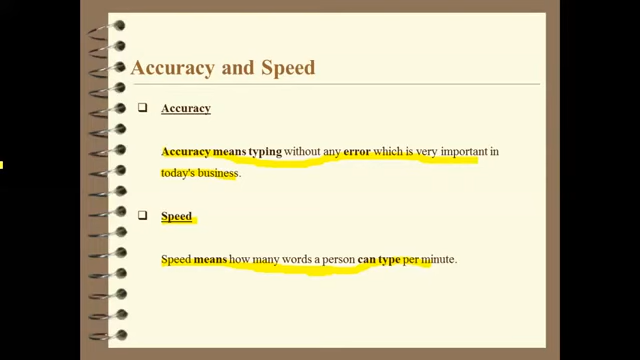 Accuracy and Speed
Accuracy
Accuracy means typing without any error which is very important in
today's business.
Speed
Speed means how many words a person can type per minute.